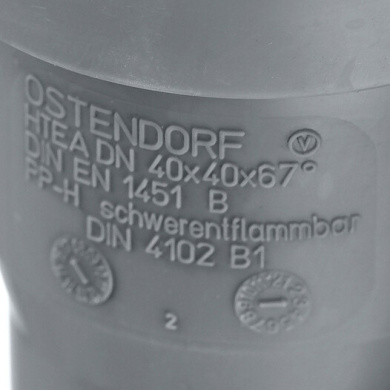 OSTENDORF
HTEA DN 40x40x67°
DIN EN 1451 B
PP-H schwerentflammbar
DIN 4102 B1
2